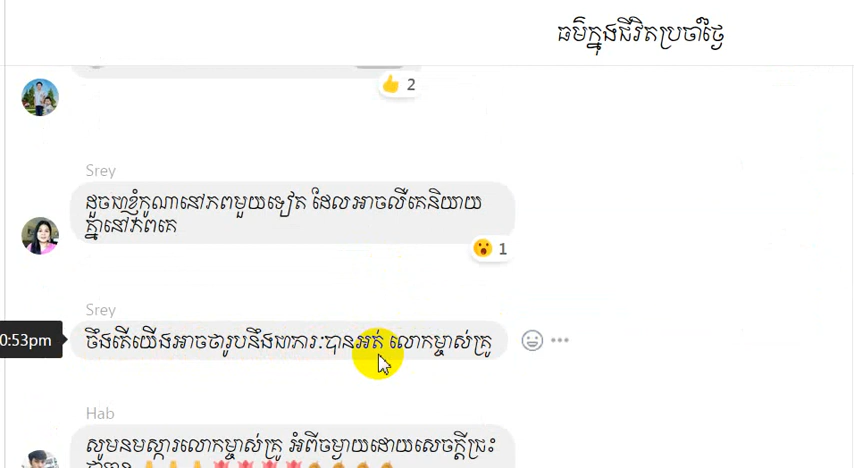 ធម៌ក្នុងជីវិតប្រចាំថ្ងៃ
2
Srey
ដូចជាខ្ញុំកូណានៅភពមួយទៀត ដែលអាចលឺគេនិយាយ
គ្នានៅភពគេ
1
Srey
0:53pm
ចឹងតើយើងអាចថារូបនឹងជាភារៈបានអត់ លោកម្ចាស់គ្រូ
Hab
សូមនមស្ការលោកម្ចាស់គ្រូ អំពីចម្ងាយដោយសេចក្ដីជ្រះ